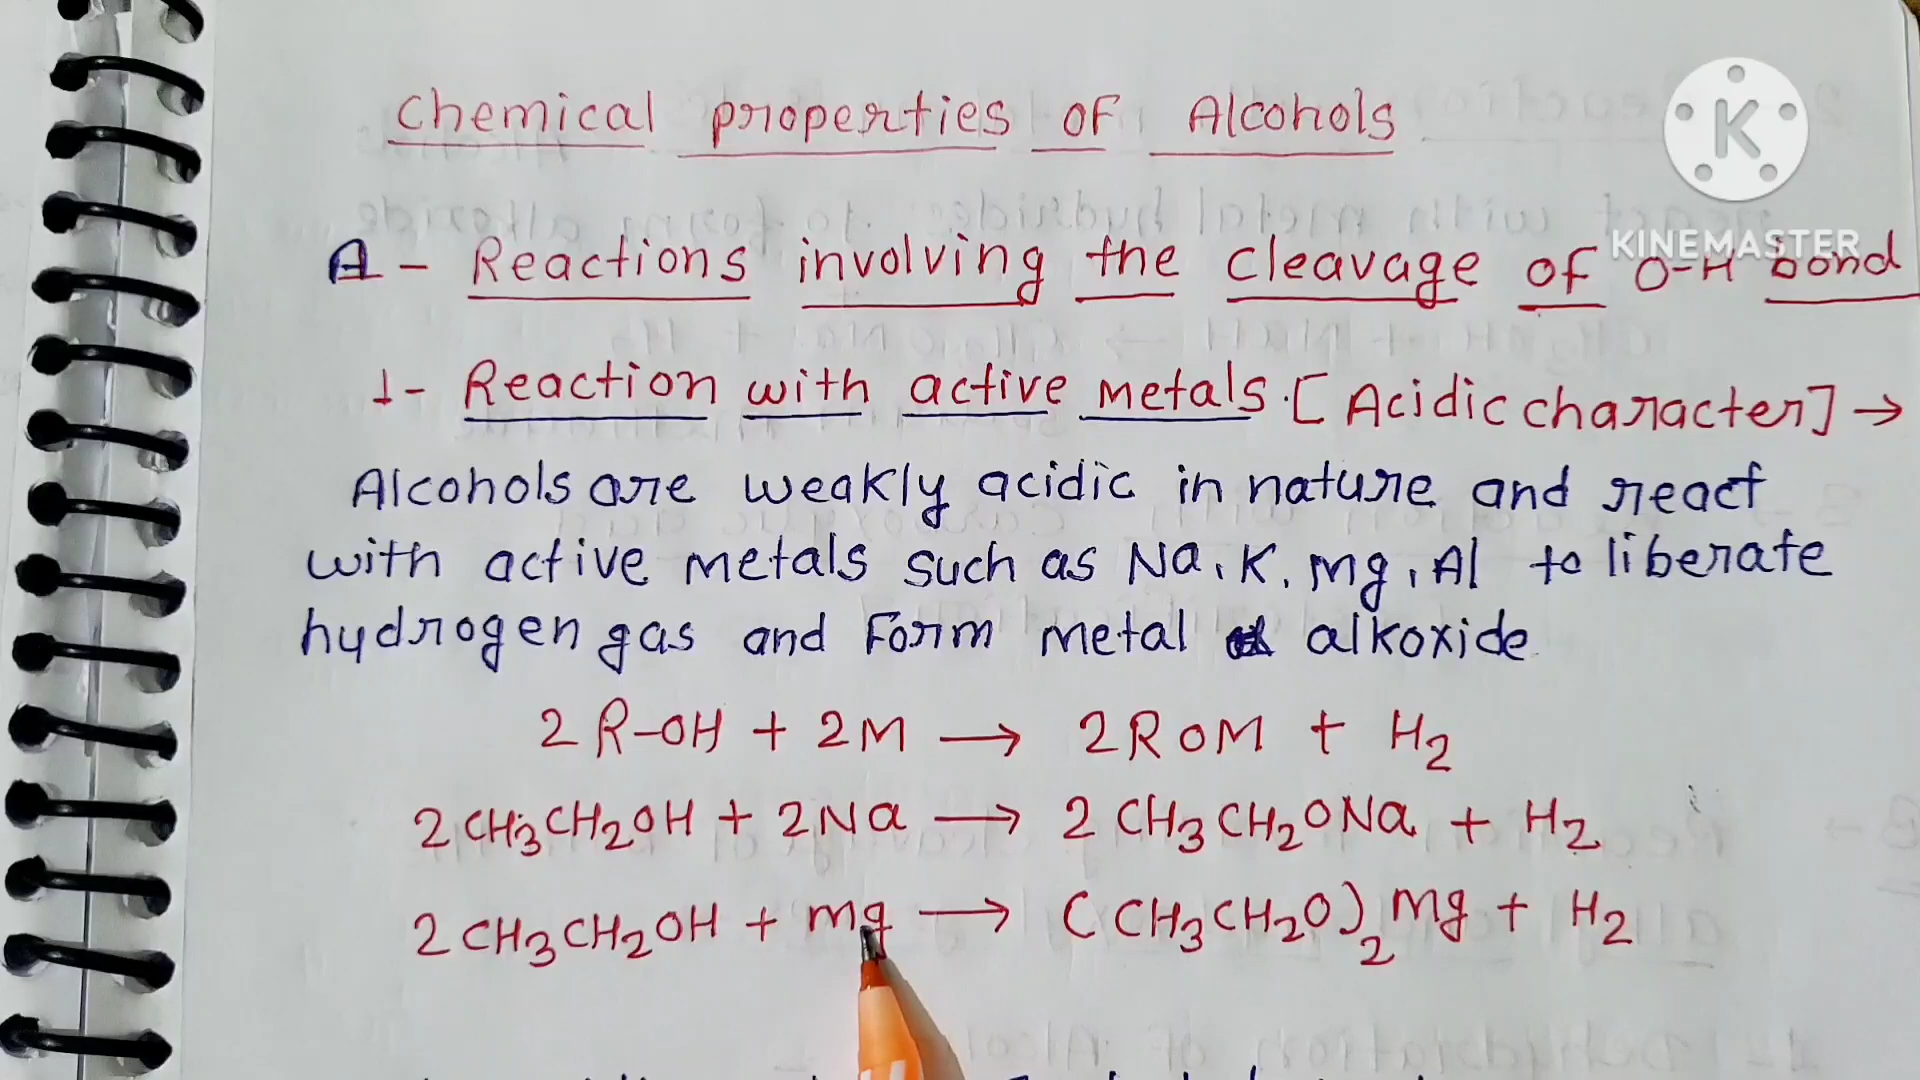 Chemical properties of Alcohols
K
KINEMASTER
A - Reactions involving the cleavage of O-H bond
1- Reaction with active metals. [Acidic character] →
Alcohols are weakly acidic in nature and react
with active metals such as Na, K, Mg, Al to liberate
hydrogen gas and form metal alkoxide
2R-OH + 2M → 2ROM + H₂
2CH₃CH₂OH + 2Na → 2CH₃CH₂ONa + H₂
2CH₃CH₂OH + Mg → (CH₃CH₂O)₂Mg + H₂